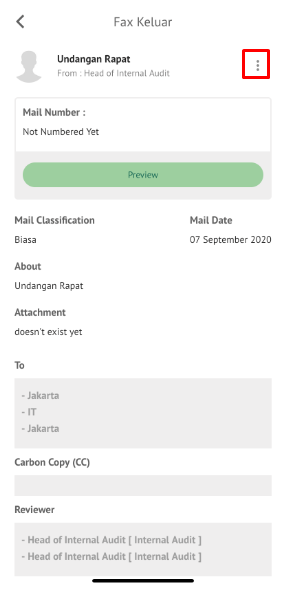 Fax Keluar
Undangan Rapat
From : Head of Internal Audit
Mail Number :
Not Numbered Yet
Preview
Mail Classification
Mail Date
Biasa
07 September 2020
About
Undangan Rapat
Attachment
doesn't exist yet
To
- Jakarta
- IT
- Jakarta
Carbon Copy (CC)
Reviewer
- Head of Internal Audit [ Internal Audit ]
- Head of Internal Audit [ Internal Audit ]